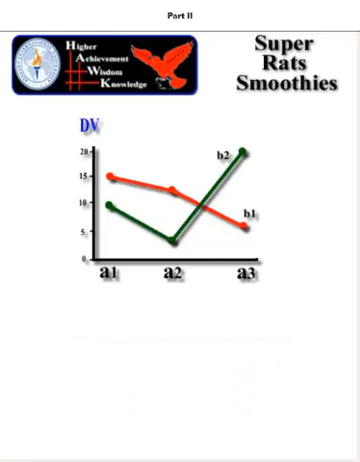 Part II
Higher
Achievement
Wisdom
Knowledge
Super
Rats
Smoothies
DV
20
b2
15
10
b1
5
0
a1 a2 a3